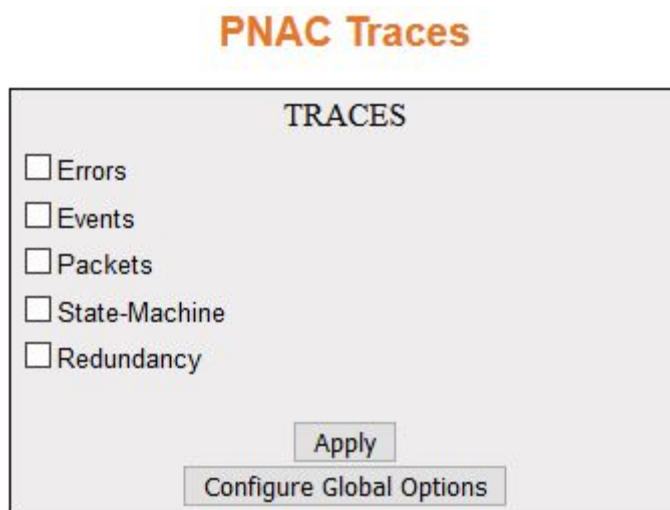 PNAC Traces
TRACES
Errors
Events
Packets
State-Machine
Redundancy
Apply
Configure Global Options